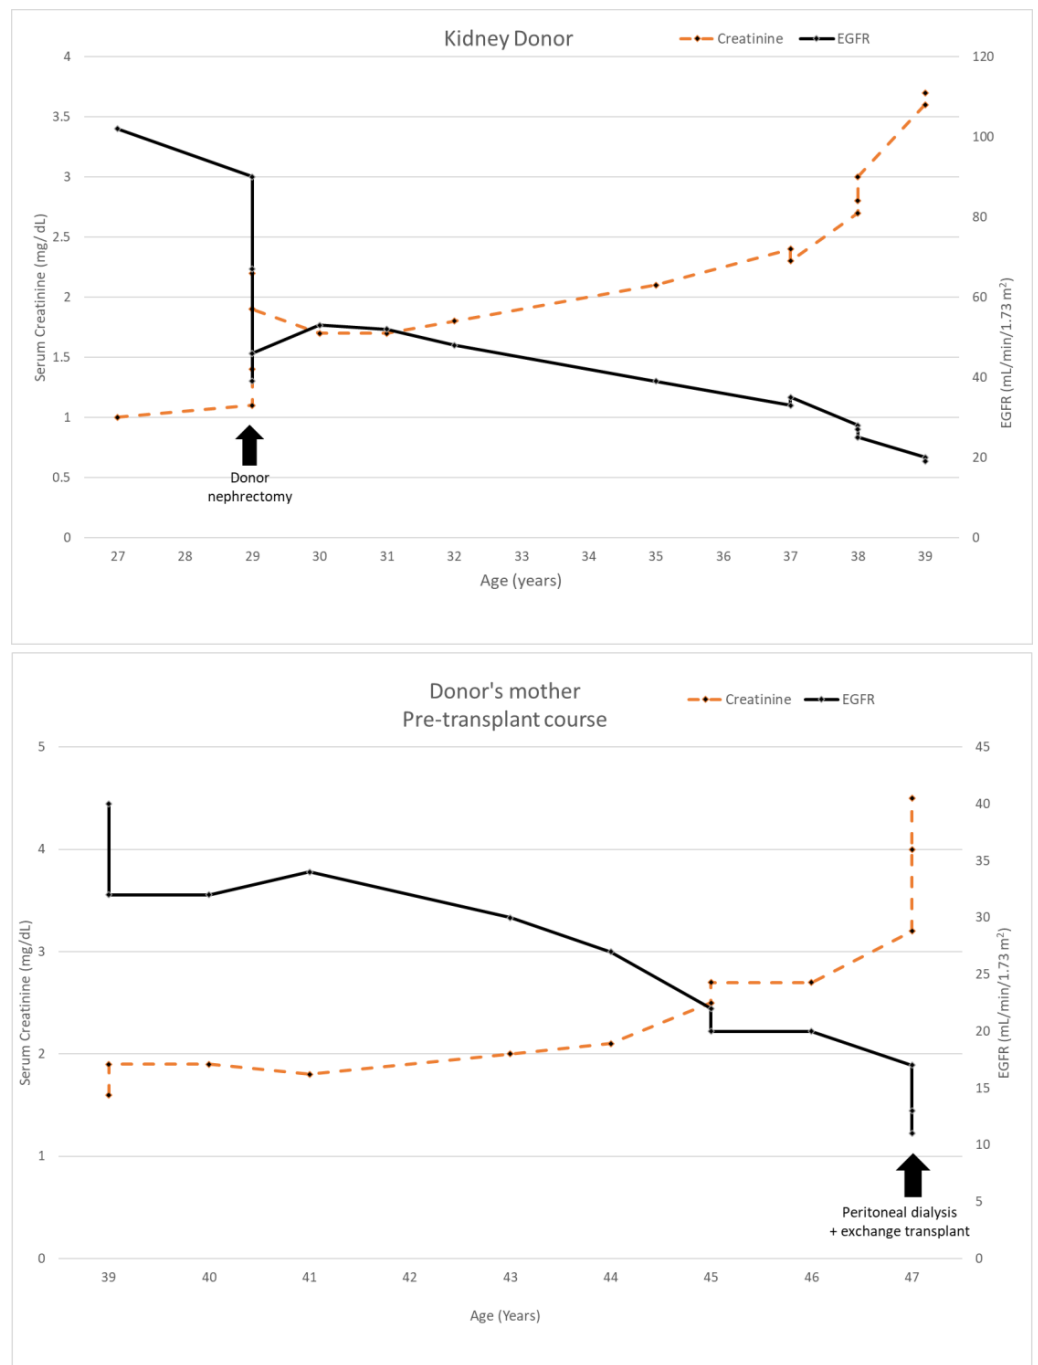 Kidney Donor
Creatinine
EGFR
4
3.5
3
2.5
2
1.5
1
0.5
0
120
100
80
60
40
20
0
Serum Creatinine (mg/ dL)
EGFR (mL/min/1.73 m²)
Donor
nephrectomy
27 28 29 30 31 32 33 34 35 36 37 38 39
Age (years)
Donor's mother
Pre-transplant course
Creatinine
EGFR
5
4
3
2
1
0
45
40
35
30
25
20
15
10
5
0
Serum Creatinine (mg/dL)
EGFR (mL/min/1.73 m²)
Peritoneal dialysis
+ exchange transplant
39 40 41 42 43 44 45 46 47
Age (Years)